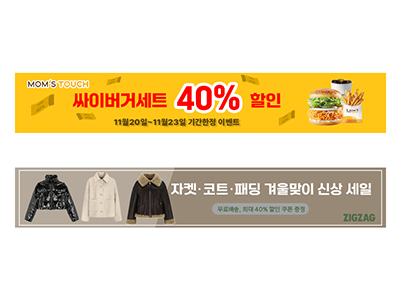 MOM'S TOUCH
싸이버거세트 40% 할인
11월20일~11월23일 기간한정 이벤트
자켓·코트·패딩 겨울맞이 신상 세일
무료배송, 최대 40% 할인 쿠폰 증정
ZIGZAG